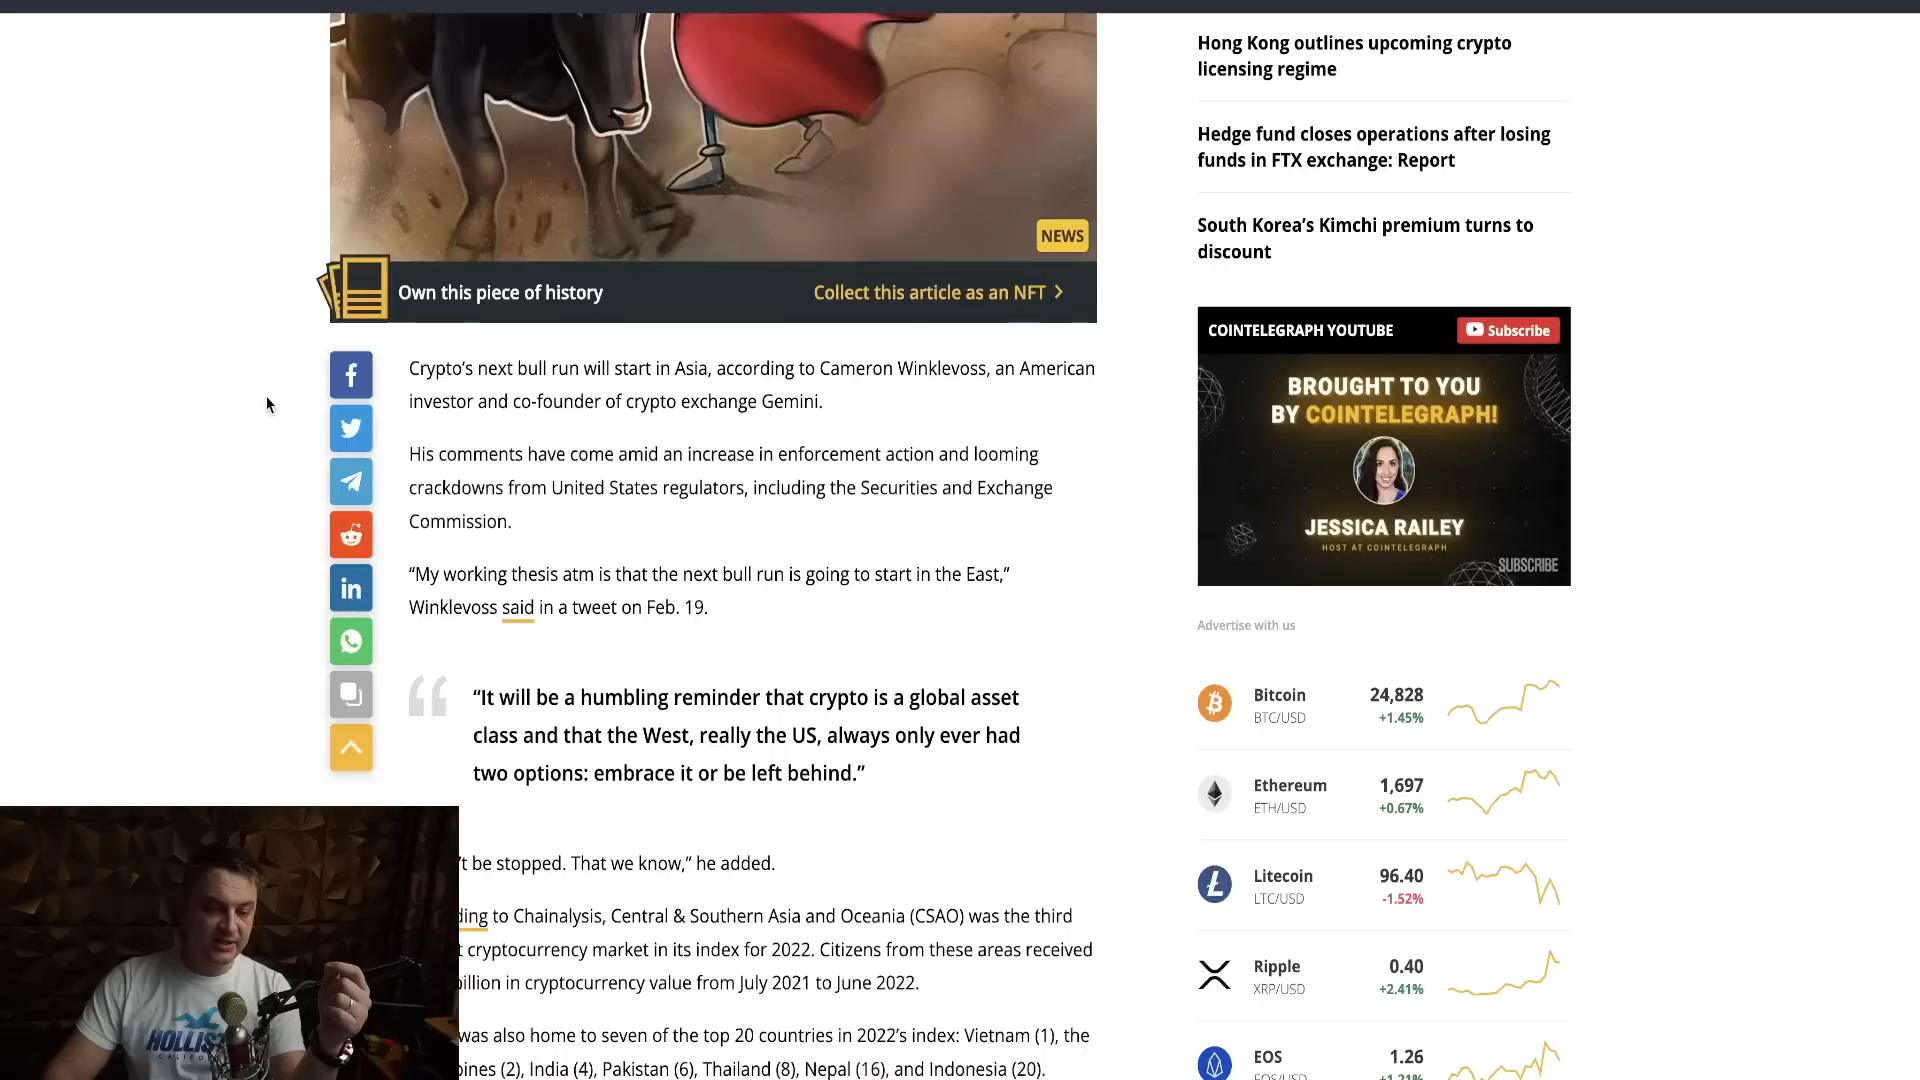 Hong Kong outlines upcoming crypto
licensing regime
Hedge fund closes operations after losing
funds in FTX exchange: Report
South Korea’s Kimchi premium turns to
discount
NEWS
Own this piece of history
Collect this article as an NFT
Crypto’s next bull run will start in Asia, according to Cameron Winklevoss, an American
investor and co-founder of crypto exchange Gemini.
His comments have come amid an increase in enforcement action and looming
crackdowns from United States regulators, including the Securities and Exchange
Commission.
“My working thesis atm is that the next bull run is going to start in the East,”
Winklevoss said in a tweet on Feb. 19.
“It will be a humbling reminder that crypto is a global asset
class and that the West, really the US, always only ever had
two options: embrace it or be left behind.”
’t be stopped. That we know,” he added.
ding to Chainalysis, Central & Southern Asia and Oceania (CSAO) was the third
t cryptocurrency market in its index for 2022. Citizens from these areas received
billion in cryptocurrency value from July 2021 to June 2022.
was also home to seven of the top 20 countries in 2022’s index: Vietnam (1), the
pines (2), India (4), Pakistan (6), Thailand (8), Nepal (16), and Indonesia (20).
COINTELEGRAPH YOUTUBE
Subscribe
BROUGHT TO YOU
BY COINTELEGRAPH!
JESSICA RAILEY
HOST AT COINTELEGRAPH
SUBSCRIBE
Advertise with us
Bitcoin 24,828
BTC/USD +1.45%
Ethereum 1,697
ETH/USD +0.67%
Litecoin 96.40
LTC/USD -1.52%
Ripple 0.40
XRP/USD +2.41%
EOS 1.26
EOS/USD +1.21%
HOLLIS
CALIFO